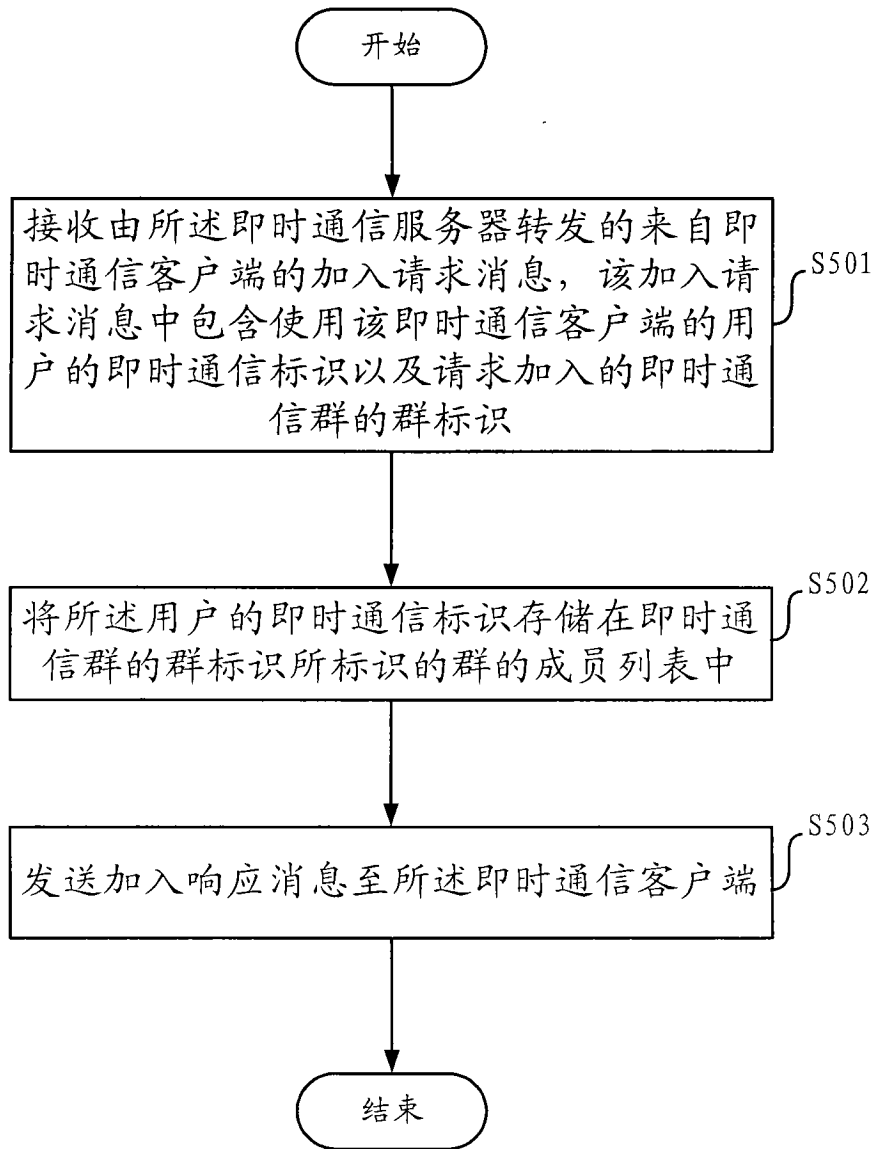 开始
接收由所述即时通信服务器转发的来自即
时通信客户端的加入请求消息，该加入请
求消息中包含使用该即时通信客户端的用
户的即时通信标识以及请求加入的即时通
信群的群标识
S501
将所述用户的即时通信标识存储在即时通
信群的群标识所标识的群的成员列表中
S502
发送加入响应消息至所述即时通信客户端
S503
结束